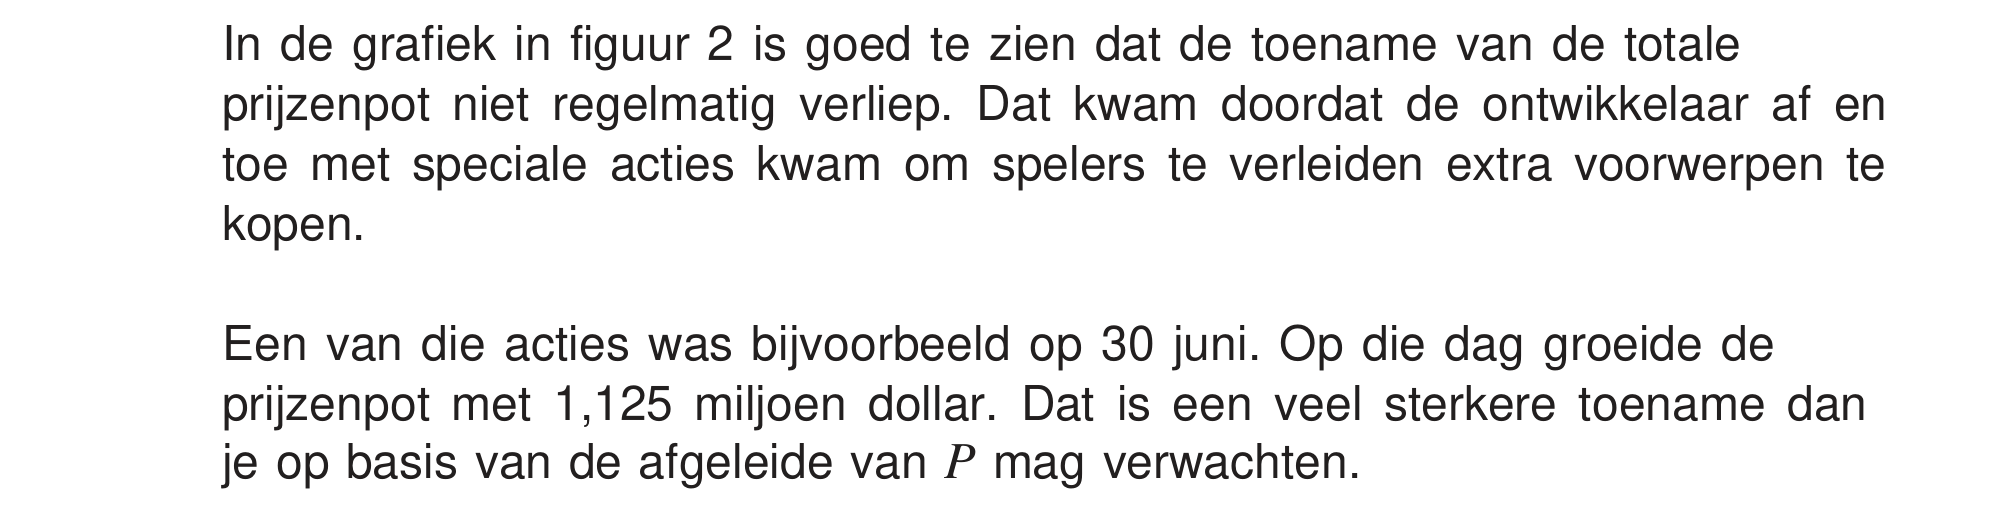 In de grafiek in figuur 2 is goed te zien dat de toename van de totale
prijzenpot niet regelmatig verliep. Dat kwam doordat de ontwikkelaar af en
toe met speciale acties kwam om spelers te verleiden extra voorwerpen te
kopen.
Een van die acties was bijvoorbeeld op 30 juni. Op die dag groeide de
prijzenpot met 1,125 miljoen dollar. Dat is een veel sterkere toename dan
je op basis van de afgeleide van P mag verwachten.